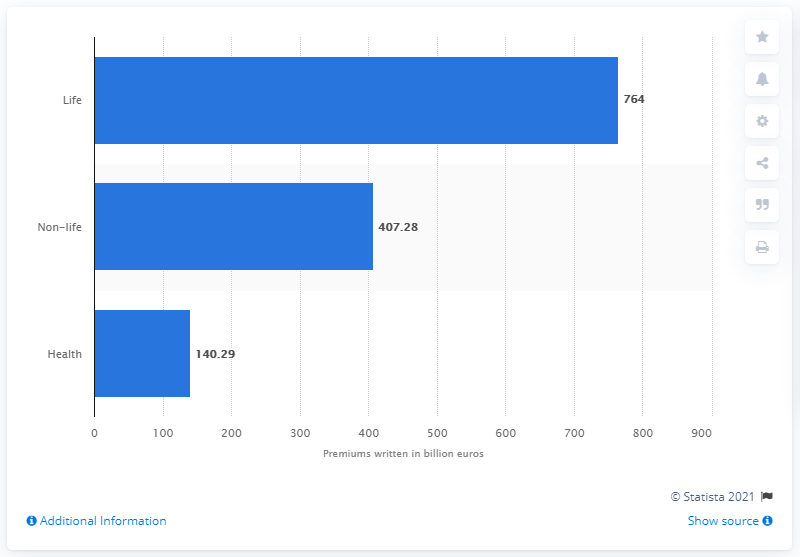 Life
764
Non-life
407.28
Health
140.29
0 100 200 300 400 500 600 700 800 900
Premiums written in billion euros
© Statista 2021
Additional Information
Show source